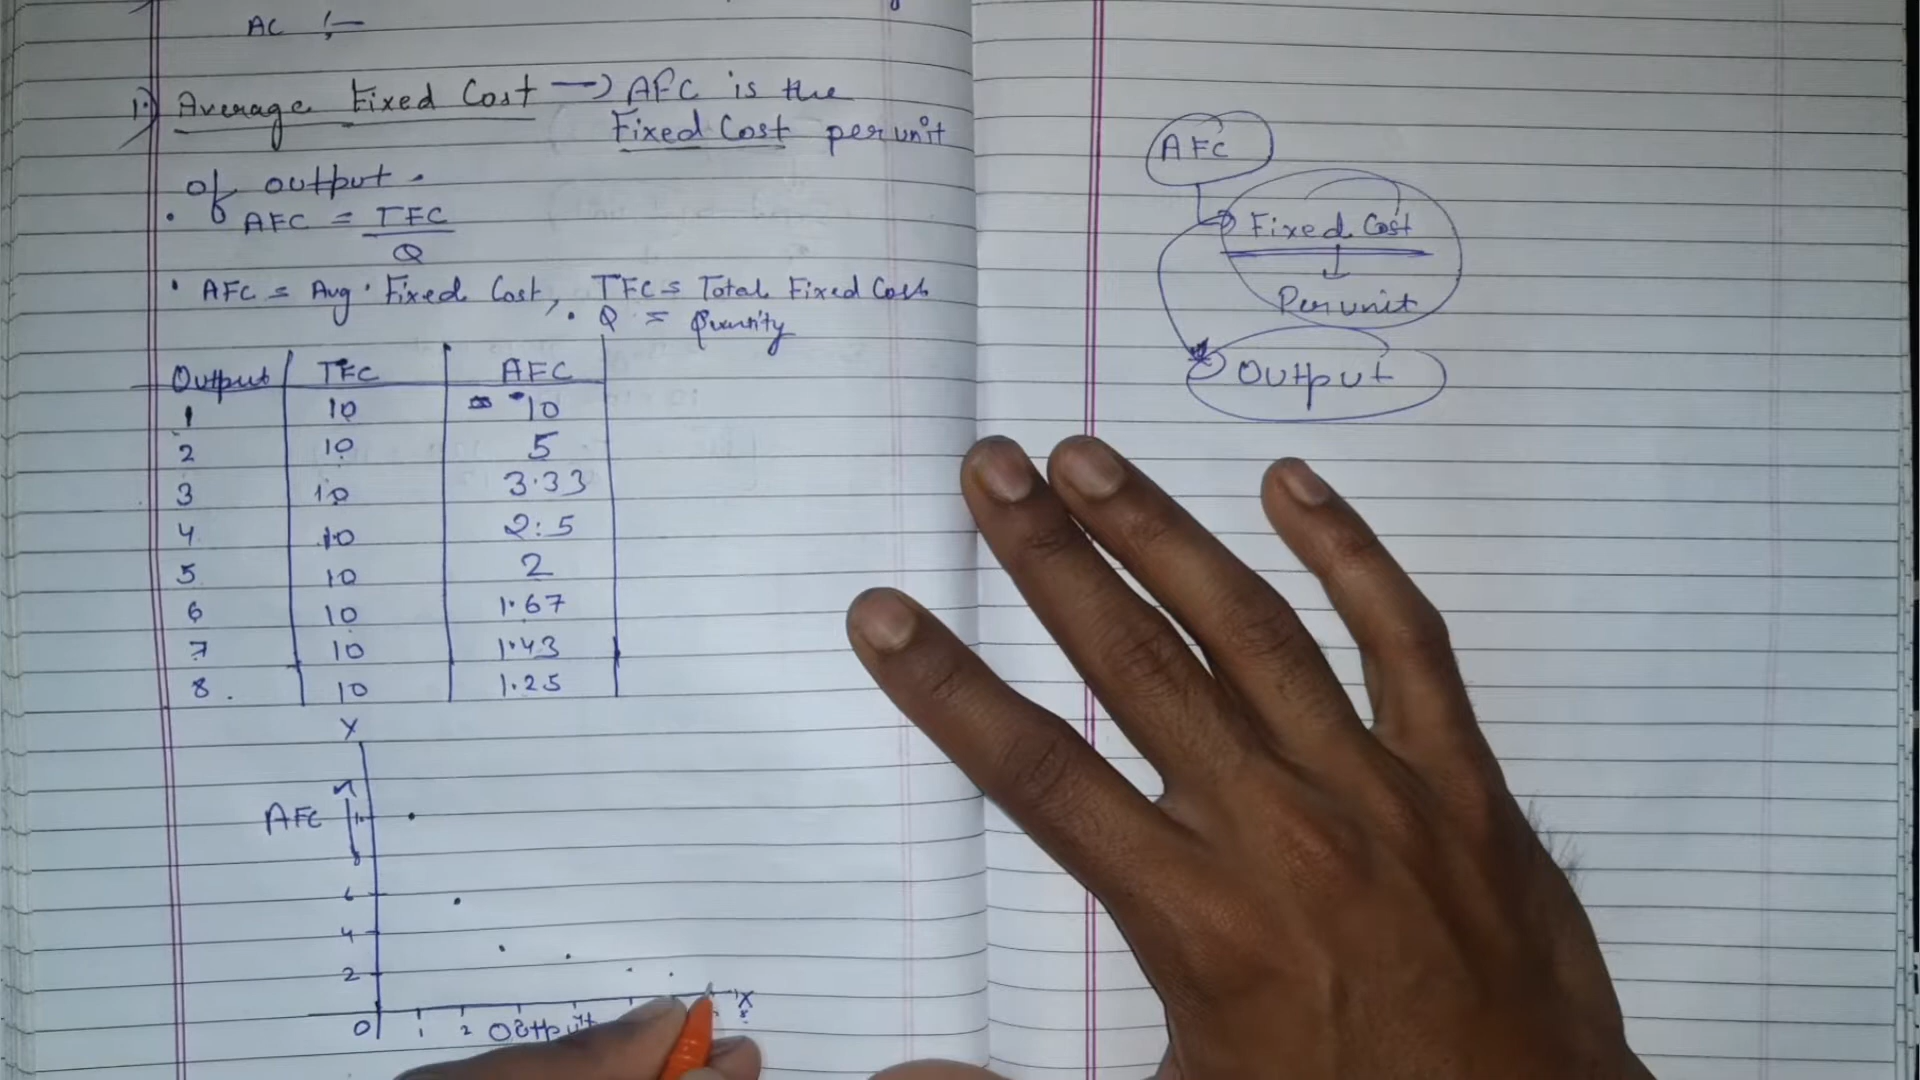 AC :-
1.) Average Fixed Cost → AFC is the
Fixed Cost per unit
of output.
• AFC = TFC
Q
• AFC = Avg. Fixed Cost, TFC = Total Fixed Cost
• Q = Quantity
Output TFC AFC
1 10 10
2 10 5
3 10 3.33
4 10 2.5
5 10 2
6 10 1.67
7 10 1.43
8 10 1.25
Y
AFC 10
8
6
4
2
X
0 1 2 Output
8
AFC
Fixed Cost
Per unit
Output